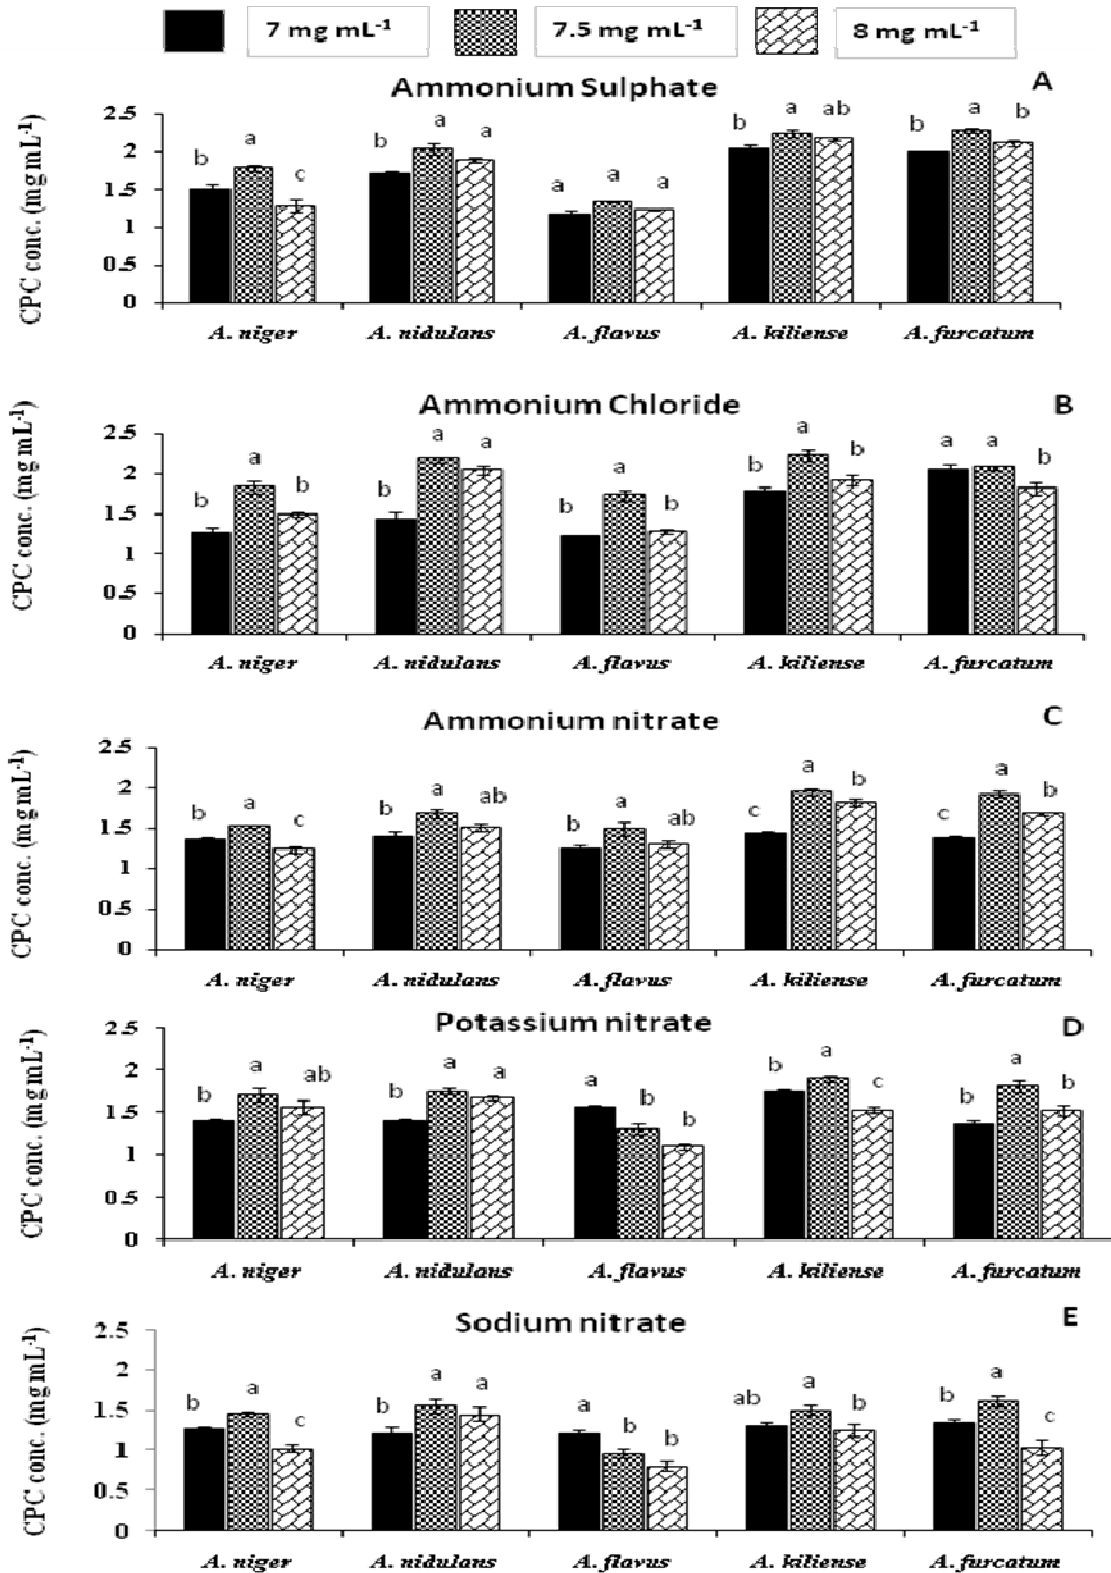 7 mg mL-1 7.5 mg mL-1 8 mg mL-1
Ammonium Sulphate A
CPC conc. (mg mL-1)
2.5
2
1.5
1
0.5
0
b a c b a a a a a b a ab b a b
A. niger A. nidulans A. flavus A. kiliense A. furcatum
Ammonium Chloride B
CPC conc. (mg mL-1)
2.5
2
1.5
1
0.5
0
b a b b a a b a b b a b a a b
A. niger A. nidulans A. flavus A. kiliense A. furcatum
Ammonium nitrate C
CPC conc. (mg mL-1)
2.5
2
1.5
1
0.5
0
b a c b a ab b a ab c a b c a b
A. niger A. nidulans A. flavus A. kiliense A. furcatum
Potassium nitrate D
CPC conc. (mg mL-1)
2.5
2
1.5
1
0.5
0
b a ab b a a a b b b a c b a b
A. niger A. nidulans A. flavus A. kiliense A. furcatum
Sodium nitrate E
CPC conc. (mg mL-1)
2.5
2
1.5
1
0.5
0
b a c b a a a b b ab a b b a c
A. niger A. nidulans A. flavus A. kiliense A. furcatum